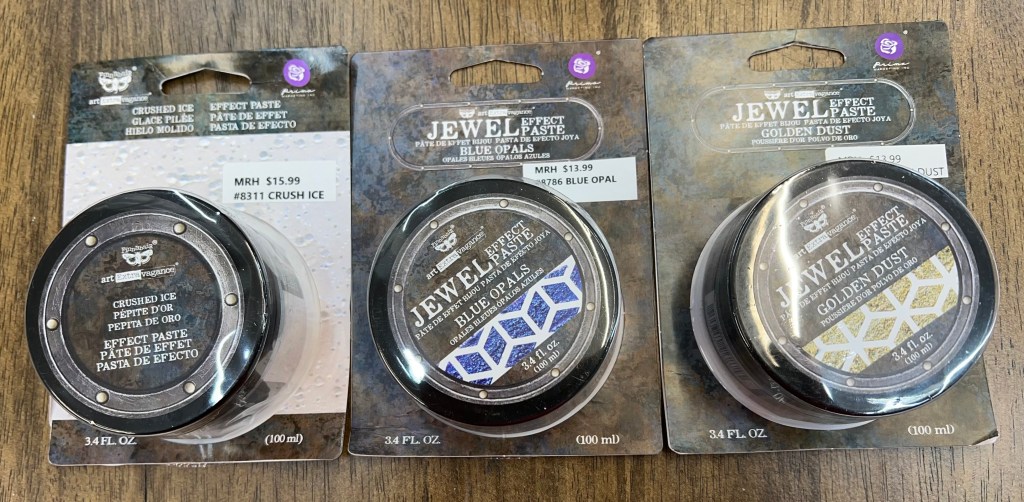 Finnabair®
art extravagance®
CRUSHED ICE
GLACE PILÉE
HIELO MOLIDO
EFFECT PASTE
PÂTE DE EFFET
PASTA DE EFECTO
Prima
MRH $15.99
#8311 CRUSH ICE
Finnabair®
art extravagance®
CRUSHED ICE
PÉPITE D'OR
PEPITA DE ORO
EFFECT PASTE
PÂTE DE EFFET
PASTA DE EFECTO
3.4 FL. OZ
(100 ml)
Prima
art extravagance
JEWEL EFFECT PASTE
PÂTE DE EFFET BIJOU PASTA DE EFECTO JOYA
BLUE OPALS
OPALES BLEUES ÓPALOS AZULES
MRH $13.99
#8786 BLUE OPAL
Finnabair®
art extravagance®
JEWEL EFFECT PASTE
PÂTE DE EFFET BIJOU PASTA DE EFECTO JOYA
BLUE OPALS
OPALES BLEUES ÓPALOS AZULES
3.4 fl. oz.
(100 ml)
3.4 FL. OZ
(100 ml)
Prima
art extravagance
JEWEL EFFECT PASTE
PÂTE DE EFFET BIJOU PASTA DE EFECTO JOYA
GOLDEN DUST
POUSSIÈRE D'OR POLVO DE ORO
MRH $13.99
DUST
Finnabair®
art extravagance®
JEWEL EFFECT PASTE
PÂTE DE EFFET BIJOU PASTA DE EFECTO JOYA
GOLDEN DUST
POUSSIÈRE D'OR POLVO DE ORO
3.4 fl. oz.
(100 ml)
3.4 FL. OZ.
(100 ml)